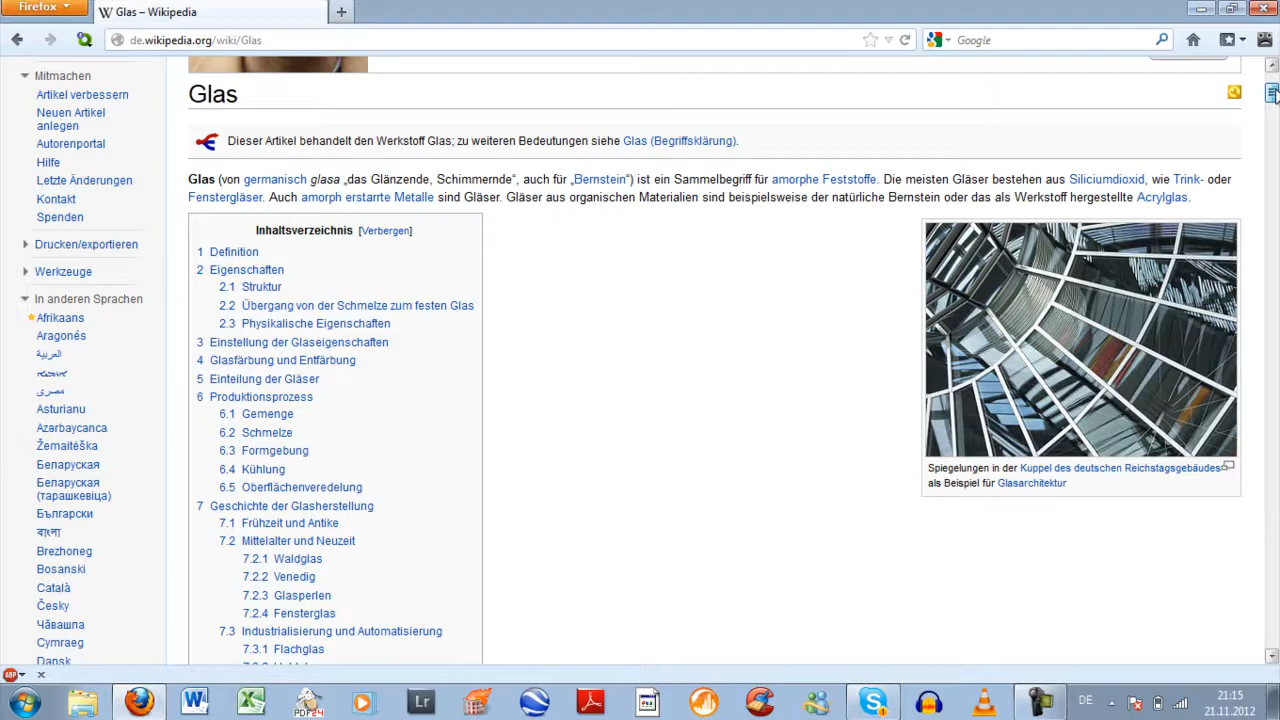 Firefox
Glas – Wikipedia
de.wikipedia.org/wiki/Glas
Google
Mitmachen
Artikel verbessern
Neuen Artikel
anlegen
Autorenportal
Hilfe
Letzte Änderungen
Kontakt
Spenden
Drucken/exportieren
Werkzeuge
In anderen Sprachen
Afrikaans
Aragonés
العربية
مصرى
Asturianu
Azərbaycanca
Žemaitėška
Беларуская
Беларуская
(тарашкевіца)
Български
বাংলা
Brezhoneg
Bosanski
Català
Česky
Чӑвашла
Cymraeg
Dansk
Glas
Dieser Artikel behandelt den Werkstoff Glas; zu weiteren Bedeutungen siehe Glas (Begriffsklärung).
Glas (von germanisch glasa „das Glänzende, Schimmernde“, auch für „Bernstein“) ist ein Sammelbegriff für amorphe Feststoffe. Die meisten Gläser bestehen aus Siliciumdioxid, wie Trink- oder
Fenstergläser. Auch amorph erstarrte Metalle sind Gläser. Gläser aus organischen Materialien sind beispielsweise der natürliche Bernstein oder das als Werkstoff hergestellte Acrylglas.
Inhaltsverzeichnis [Verbergen]
1 Definition
2 Eigenschaften
2.1 Struktur
2.2 Übergang von der Schmelze zum festen Glas
2.3 Physikalische Eigenschaften
3 Einstellung der Glaseigenschaften
4 Glasfärbung und Entfärbung
5 Einteilung der Gläser
6 Produktionsprozess
6.1 Gemenge
6.2 Schmelze
6.3 Formgebung
6.4 Kühlung
6.5 Oberflächenveredelung
7 Geschichte der Glasherstellung
7.1 Frühzeit und Antike
7.2 Mittelalter und Neuzeit
7.2.1 Waldglas
7.2.2 Venedig
7.2.3 Glasperlen
7.2.4 Fensterglas
7.3 Industrialisierung und Automatisierung
7.3.1 Flachglas
Spiegelungen in der Kuppel des deutschen Reichstagsgebäudes
als Beispiel für Glasarchitektur
ABP
PDF24
Lr
DE
21:15
21.11.2012